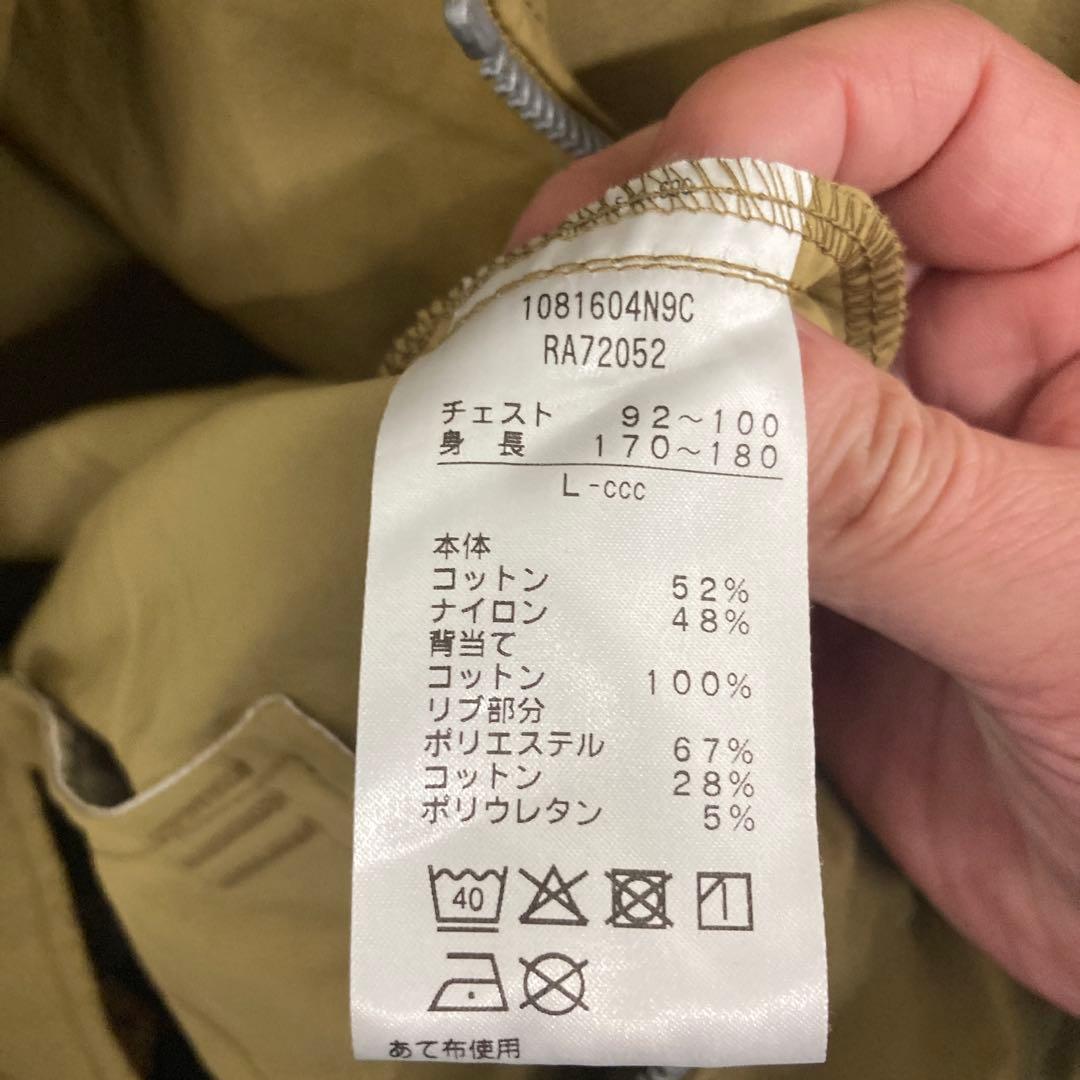 1081604N9C
RA72052
チェスト 92～100
身長 170～180
L-ccc
本体
コットン 52%
ナイロン 48%
背当て
コットン 100%
リブ部分
ポリエステル 67%
コットン 28%
ポリウレタン 5%
40
あて布使用